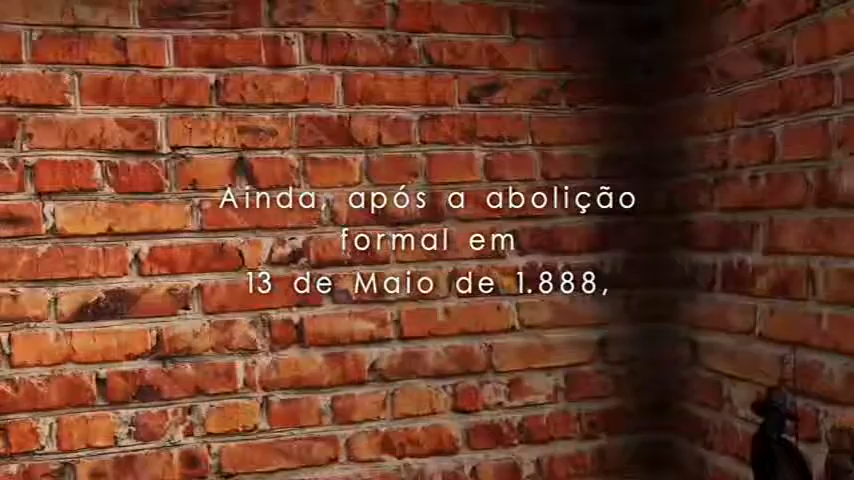 Ainda, após a abolição
formal em
13 de Maio de 1.888,